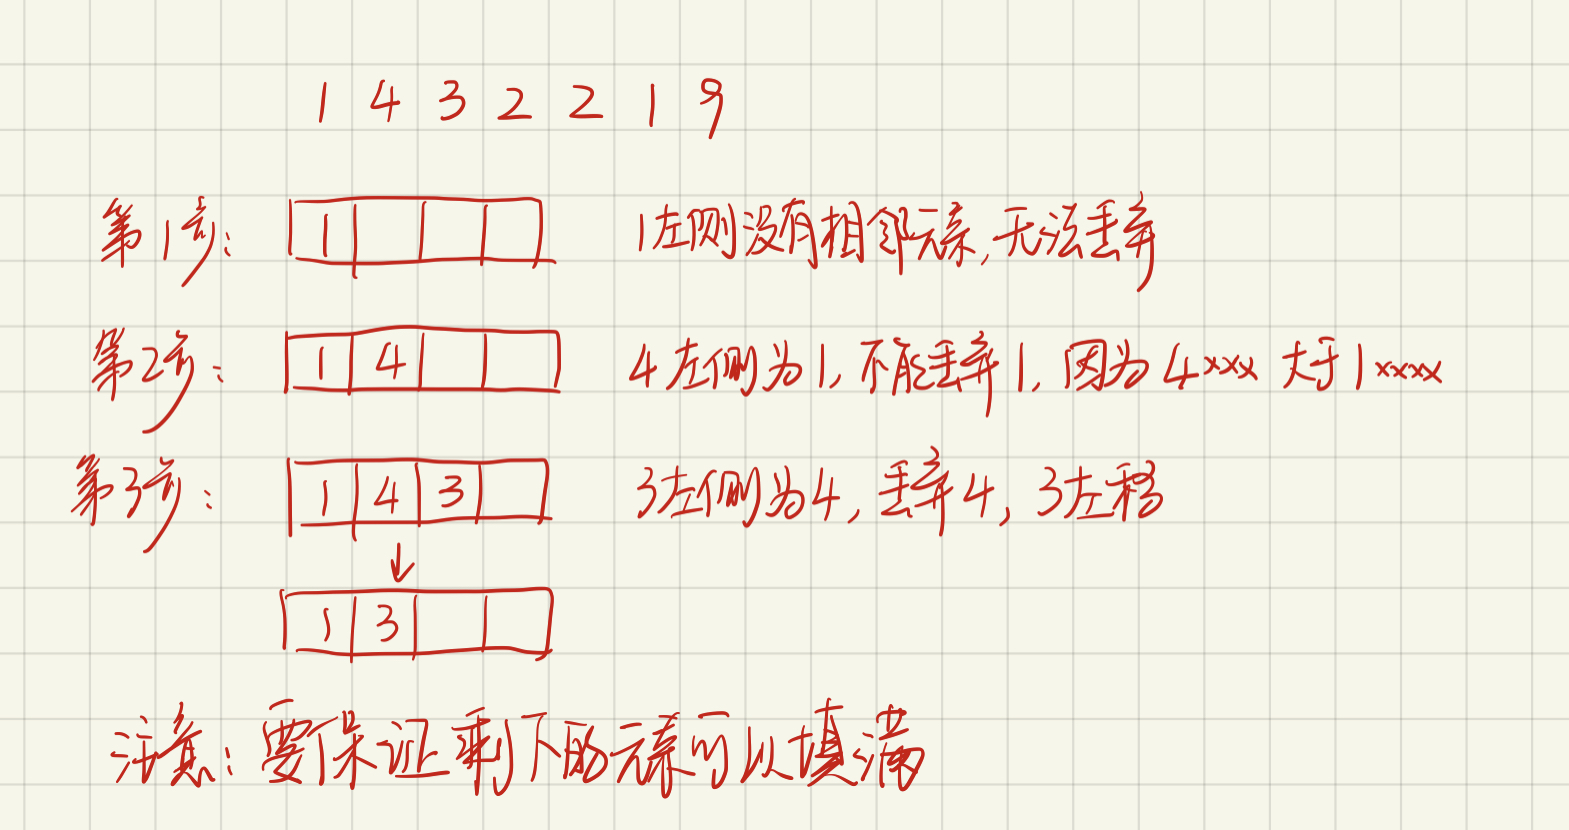 1 4 3 2 2 1 9
第1步: 1 1左侧没有相邻元素,无法丢弃
第2步: 1 4 4左侧为1,不能丢弃1,因为4xxx 大于1xxxx
第3步: 1 4 3 3左侧为4,丢弃4,3左移
↓
1 3
注意:要保证剩下的元素可以填满